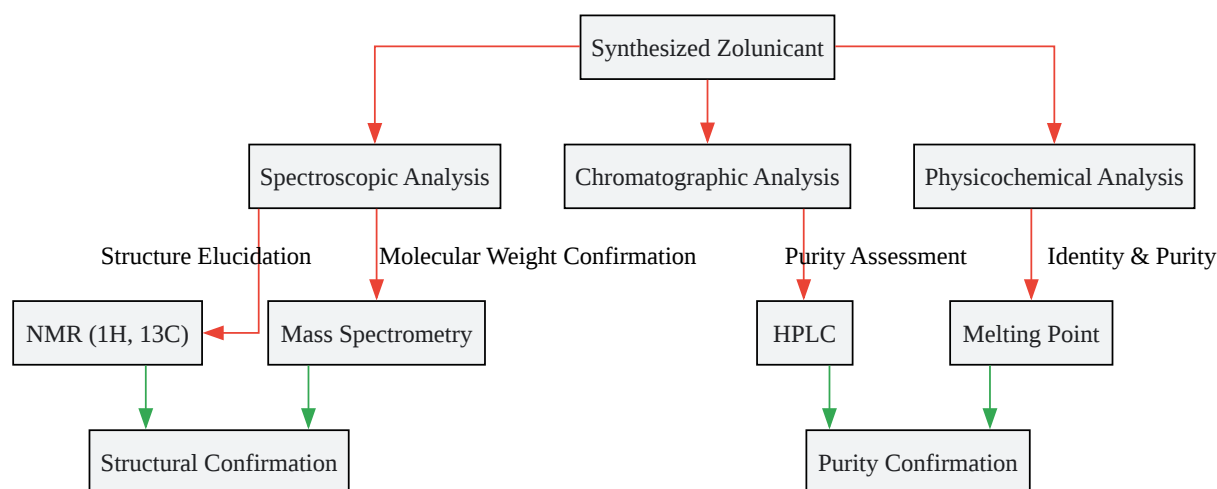 Synthesized Zolunicant
Spectroscopic Analysis
Chromatographic Analysis
Physicochemical Analysis
Structure Elucidation
Molecular Weight Confirmation
Purity Assessment
Identity & Purity
NMR (1H, 13C)
Mass Spectrometry
HPLC
Melting Point
Structural Confirmation
Purity Confirmation